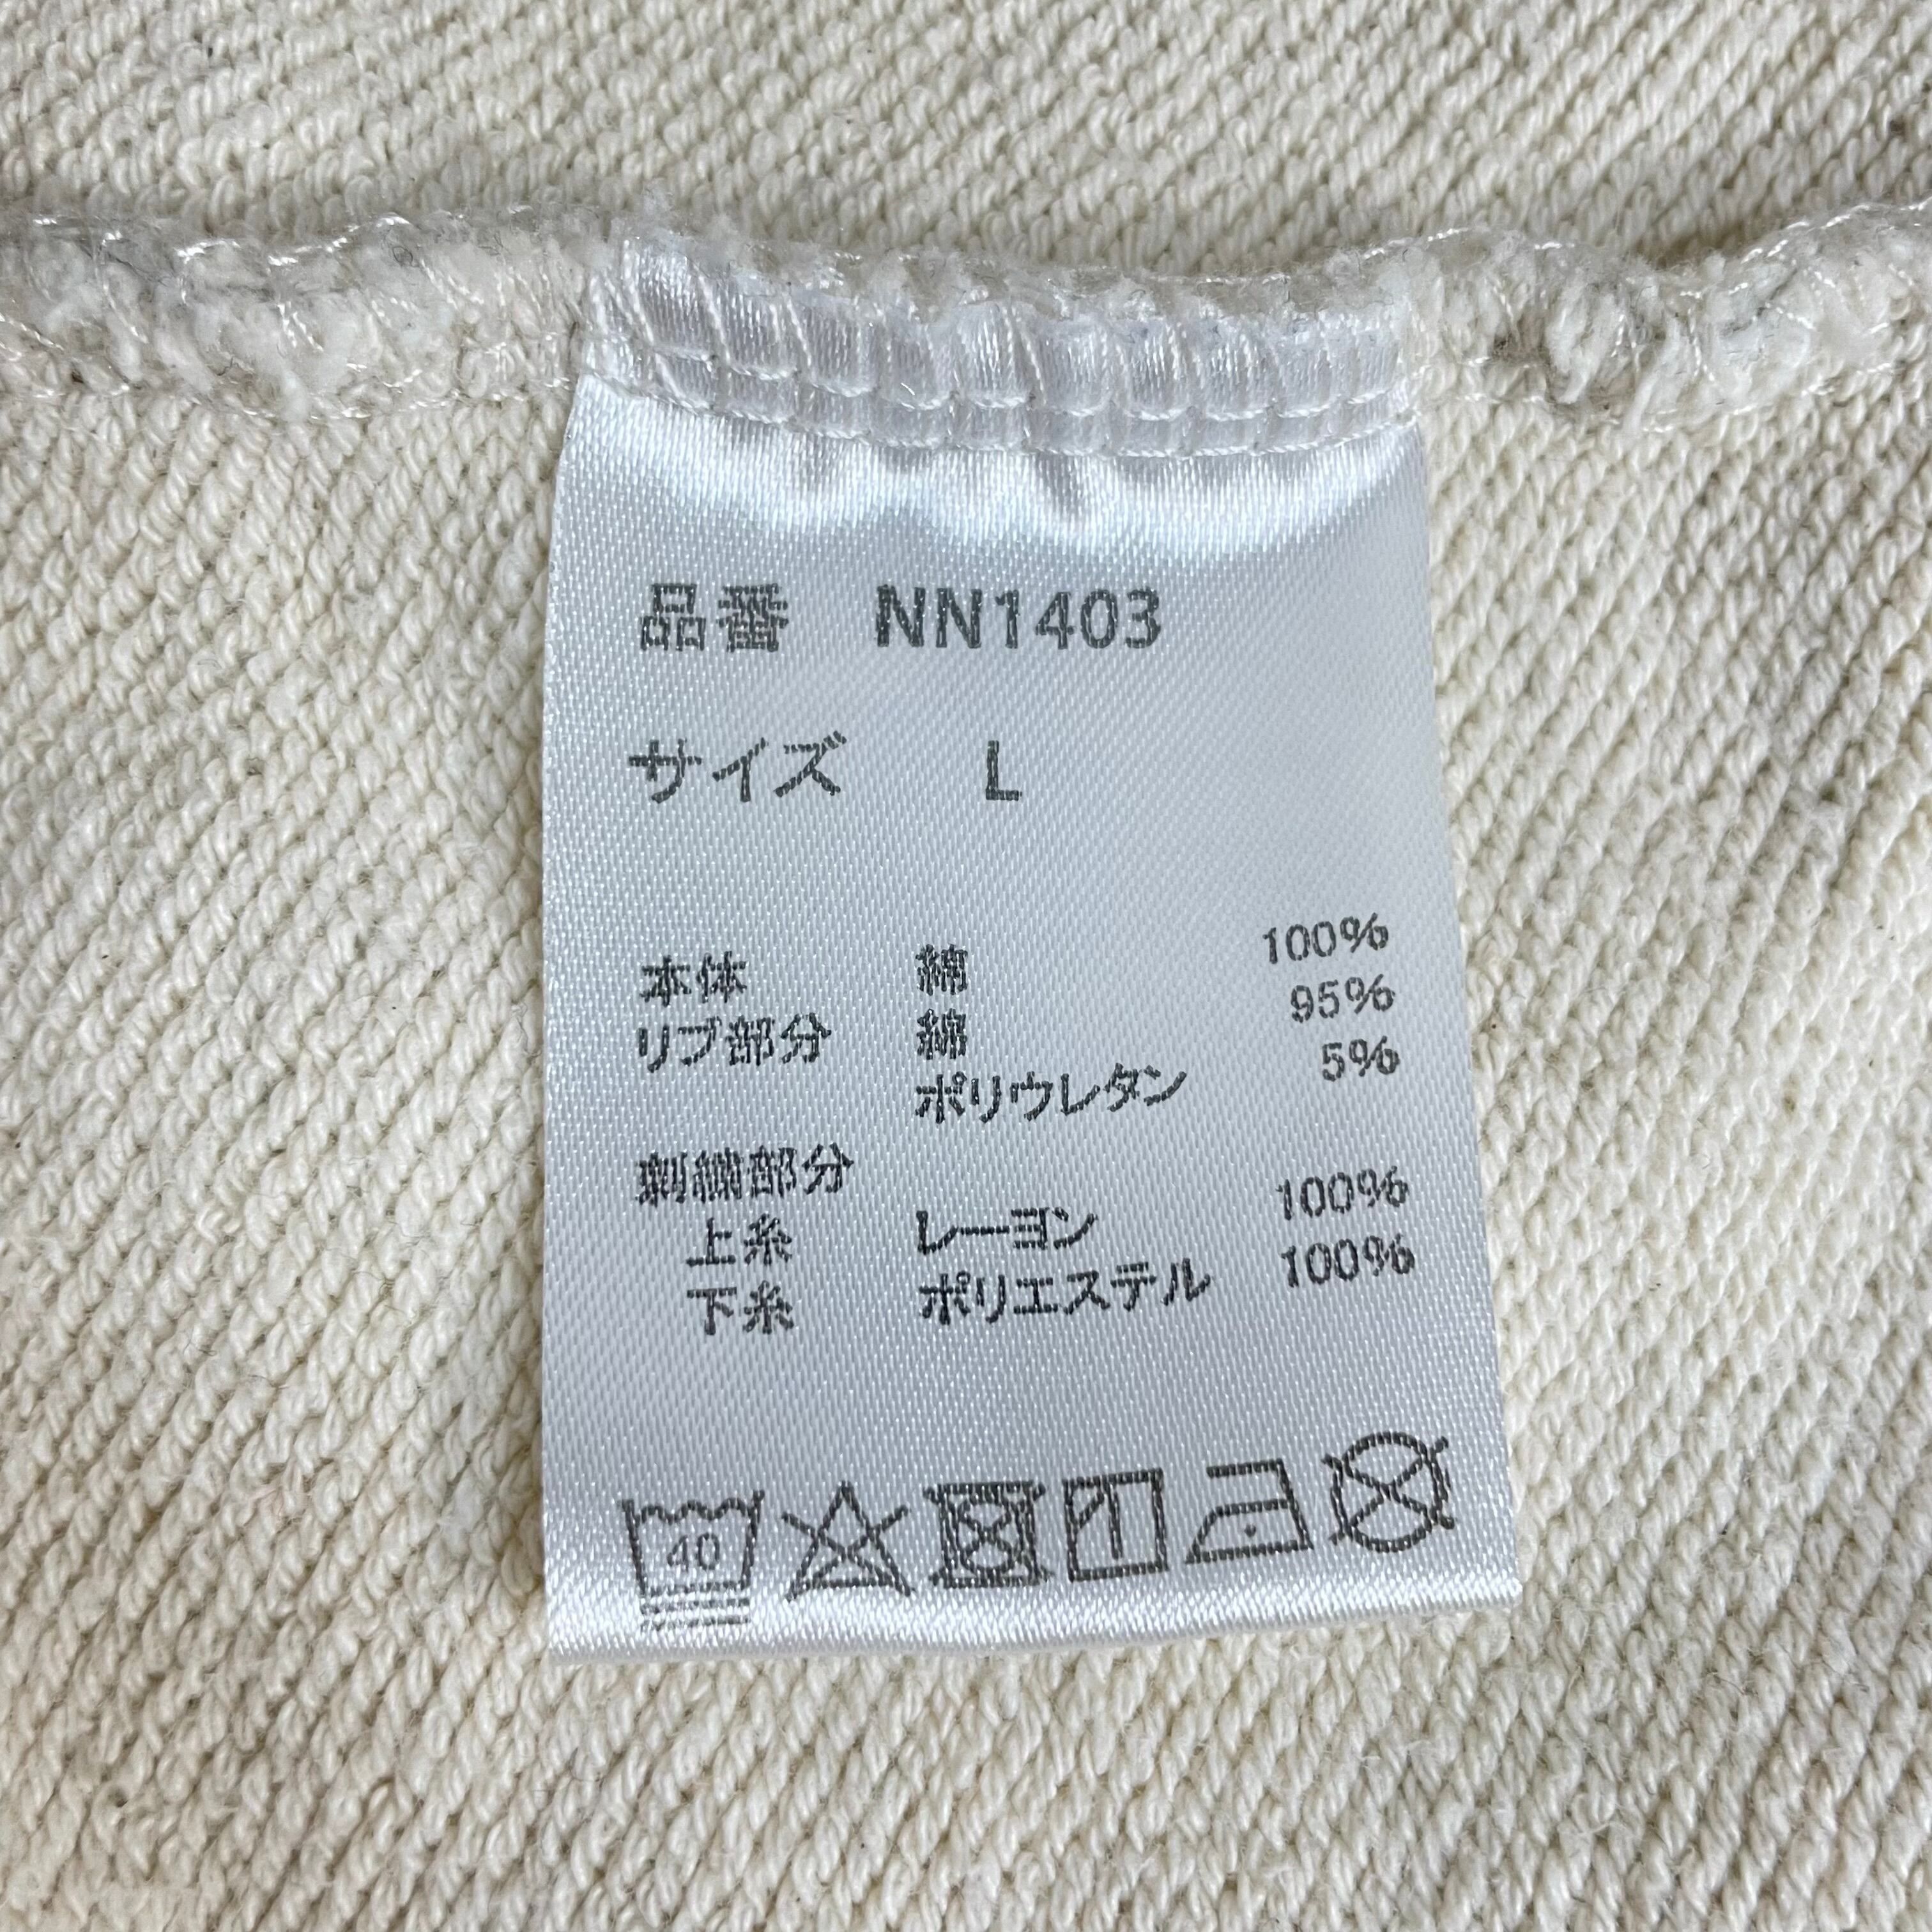 品番 NN1403
サイズ L
本体 綿 100%
リブ部分 綿 95%
ポリウレタン 5%
刺繍部分
上糸 レーヨン 100%
下糸 ポリエステル 100%
40